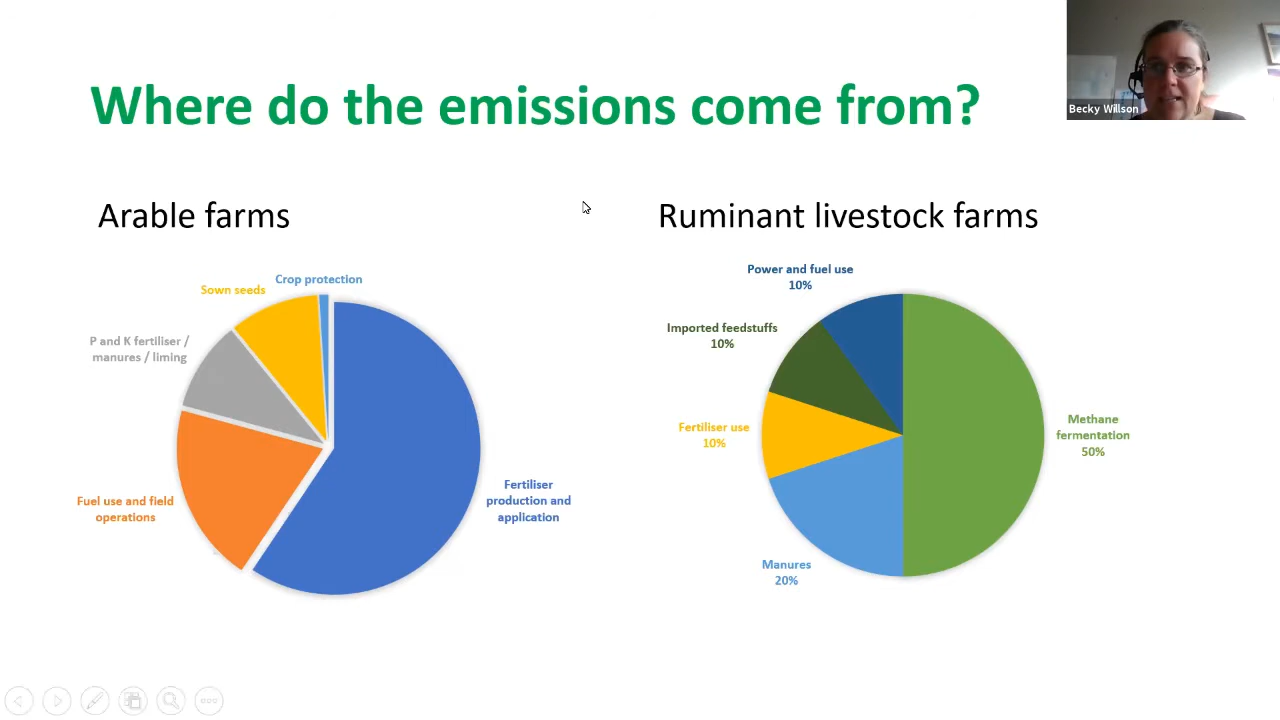 Where do the emissions come from?
Becky Willson
Arable farms
Ruminant livestock farms
Crop protection
Sown seeds
P and K fertiliser /
manures / liming
Fuel use and field
operations
Fertiliser
production and
application
Power and fuel use
10%
Imported feedstuffs
10%
Fertiliser use
10%
Manures
20%
Methane
fermentation
50%